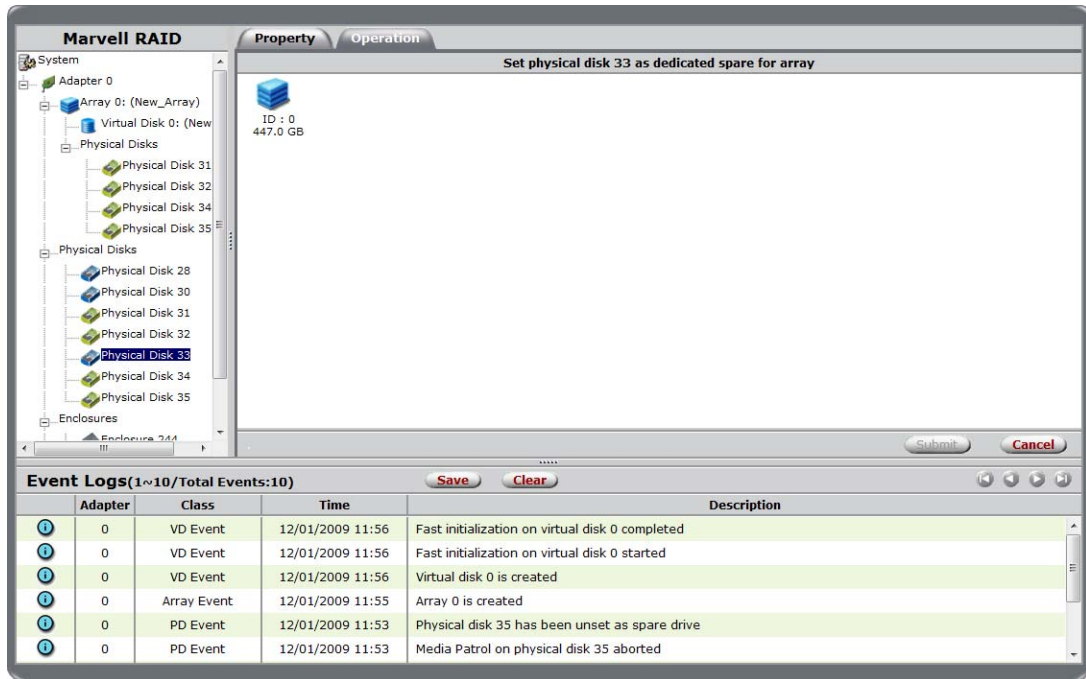 Marvell RAID
System
Adapter 0
Array 0: (New_Array)
Virtual Disk 0: (New
Physical Disks
Physical Disk 31
Physical Disk 32
Physical Disk 34
Physical Disk 35
Physical Disks
Physical Disk 28
Physical Disk 30
Physical Disk 31
Physical Disk 32
Physical Disk 33
Physical Disk 34
Physical Disk 35
Enclosures
Enclosure 244
Property Operation
Set physical disk 33 as dedicated spare for array
ID : 0
447.0 GB
Submit Cancel
Event Logs(1~10/Total Events:10) Save Clear
Adapter Class Time Description
0 VD Event 12/01/2009 11:56 Fast initialization on virtual disk 0 completed
0 VD Event 12/01/2009 11:56 Fast initialization on virtual disk 0 started
0 VD Event 12/01/2009 11:56 Virtual disk 0 is created
0 Array Event 12/01/2009 11:55 Array 0 is created
0 PD Event 12/01/2009 11:53 Physical disk 35 has been unset as spare drive
0 PD Event 12/01/2009 11:53 Media Patrol on physical disk 35 aborted